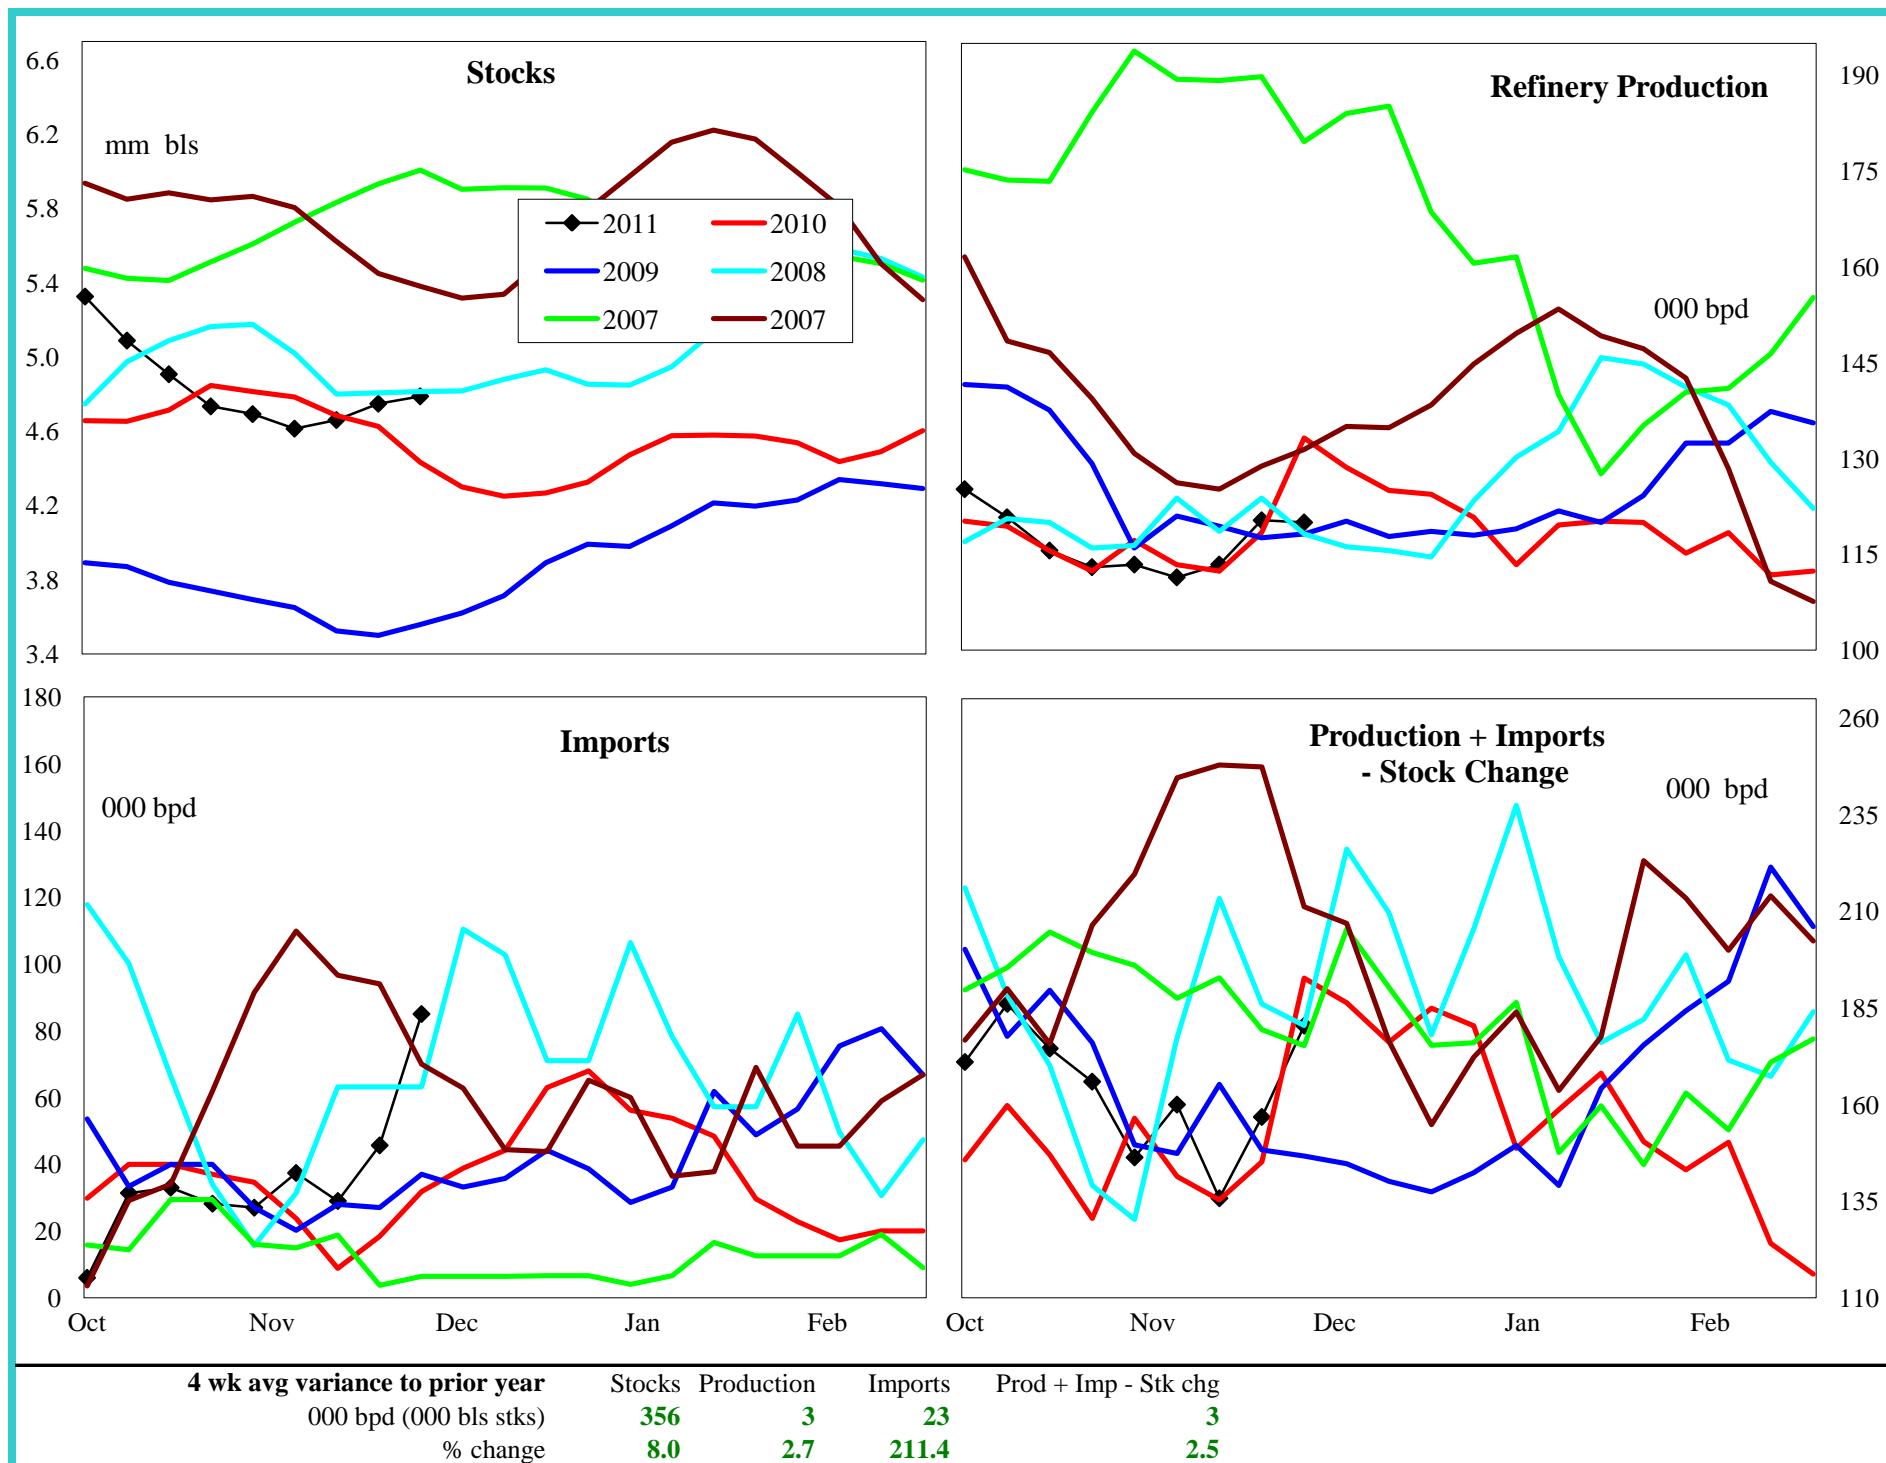 Stocks
mm bls
6.6
6.2
5.8
5.4
5.0
4.6
4.2
3.8
3.4
2011 2010
2009 2008
2007 2007
Refinery Production
000 bpd
190
175
160
145
130
115
100
Imports
000 bpd
180
160
140
120
100
80
60
40
20
0
Oct Nov Dec Jan Feb
Production + Imports
- Stock Change
000 bpd
260
235
210
185
160
135
110
Oct Nov Dec Jan Feb
4 wk avg variance to prior year Stocks Production Imports Prod + Imp - Stk chg
000 bpd (000 bls stks) 356 3 23 3
% change 8.0 2.7 211.4 2.5